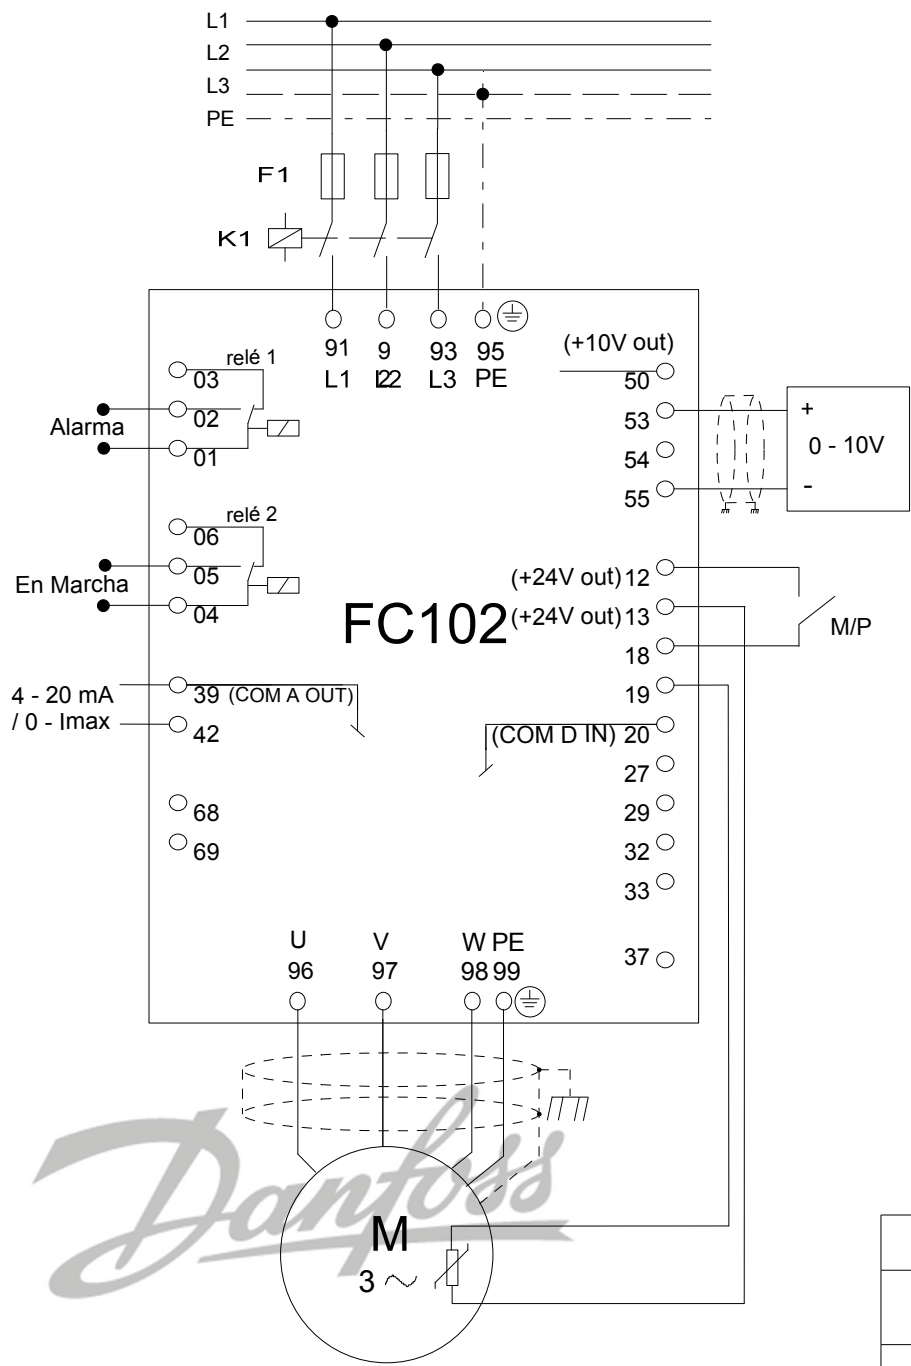 L1
L2
L3
PE
F1
K1
91 9 93 95
L1 2 L2 L3 PE
(+10V out)
50
relé 1
03
02
Alarma
01
53
54
55
+
0 - 10V
-
relé 2
06
05
En Marcha
04
FC102
(+24V out) 12
(+24V out) 13
18
M/P
4 - 20 mA
/ 0 - Imax
39 (COM A OUT)
42
19
(COM D IN) 20
27
29
32
33
37
68
69
U V W PE
96 97 98 99
Danfoss
M
3 ~